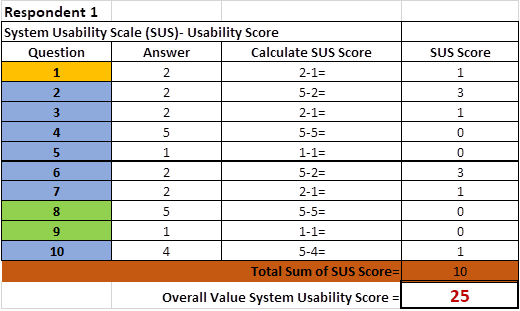 Respondent 1
System Usability Scale (SUS)- Usability Score
Question Answer Calculate SUS Score SUS Score
1 2 2-1= 1
2 2 5-2= 3
3 2 2-1= 1
4 5 5-5= 0
5 1 1-1= 0
6 2 5-2= 3
7 2 2-1= 1
8 5 5-5= 0
9 1 1-1= 0
10 4 5-4= 1
Total Sum of SUS Score= 10
Overall Value System Usability Score = 25